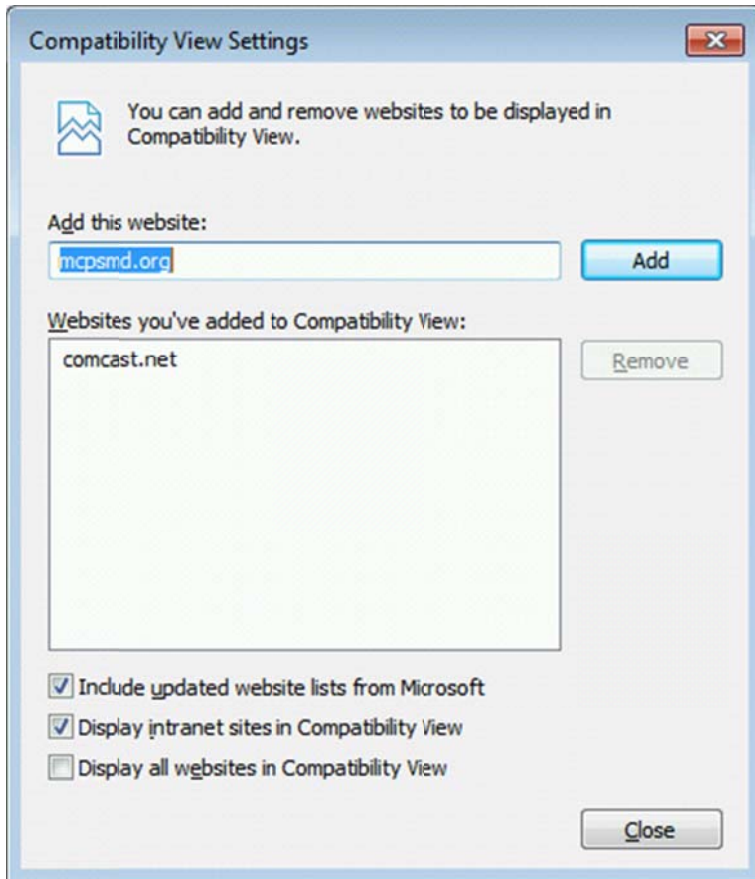 Compatibility View Settings
You can add and remove websites to be displayed in
Compatibility View.
Add this website:
mcpsmd.org
Add
Websites you've added to Compatibility View:
comcast.net
Remove
Include updated website lists from Microsoft
Display intranet sites in Compatibility View
Display all websites in Compatibility View
Close